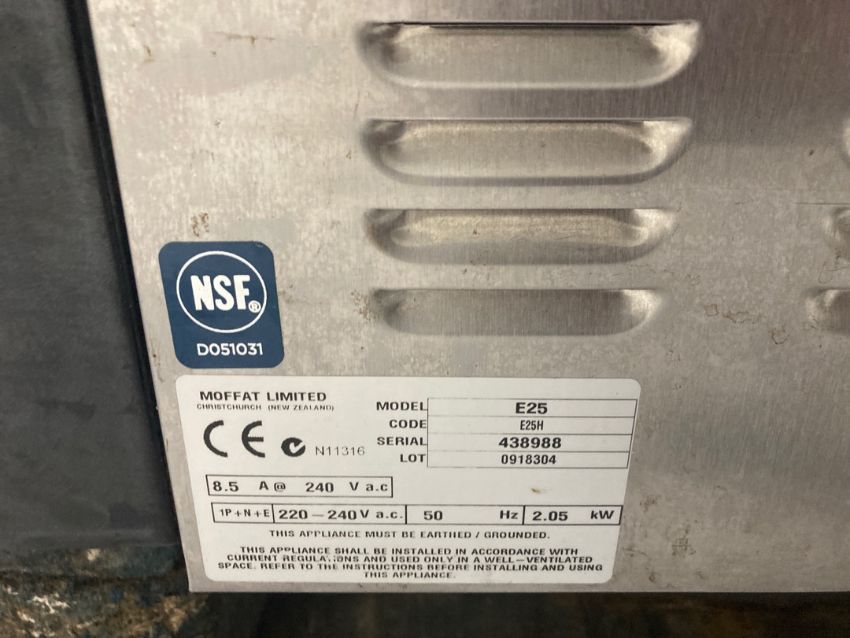 NSF®
D051031
MOFFAT LIMITED
CHRISTCHURCH (NEW ZEALAND)
CE N11316
MODEL E25
CODE E25H
SERIAL 438988
LOT 0918304
8.5 A@ 240 V a.c
1P+N+E 220-240V a.c. 50 Hz 2.05 kW
THIS APPLIANCE MUST BE EARTHED / GROUNDED.
THIS APPLIANCE SHALL BE INSTALLED IN ACCORDANCE WITH
CURRENT REGULATIONS AND USED ONLY IN A WELL-VENTILATED
SPACE. REFER TO THE INSTRUCTIONS BEFORE INSTALLING AND USING
THIS APPLIANCE.